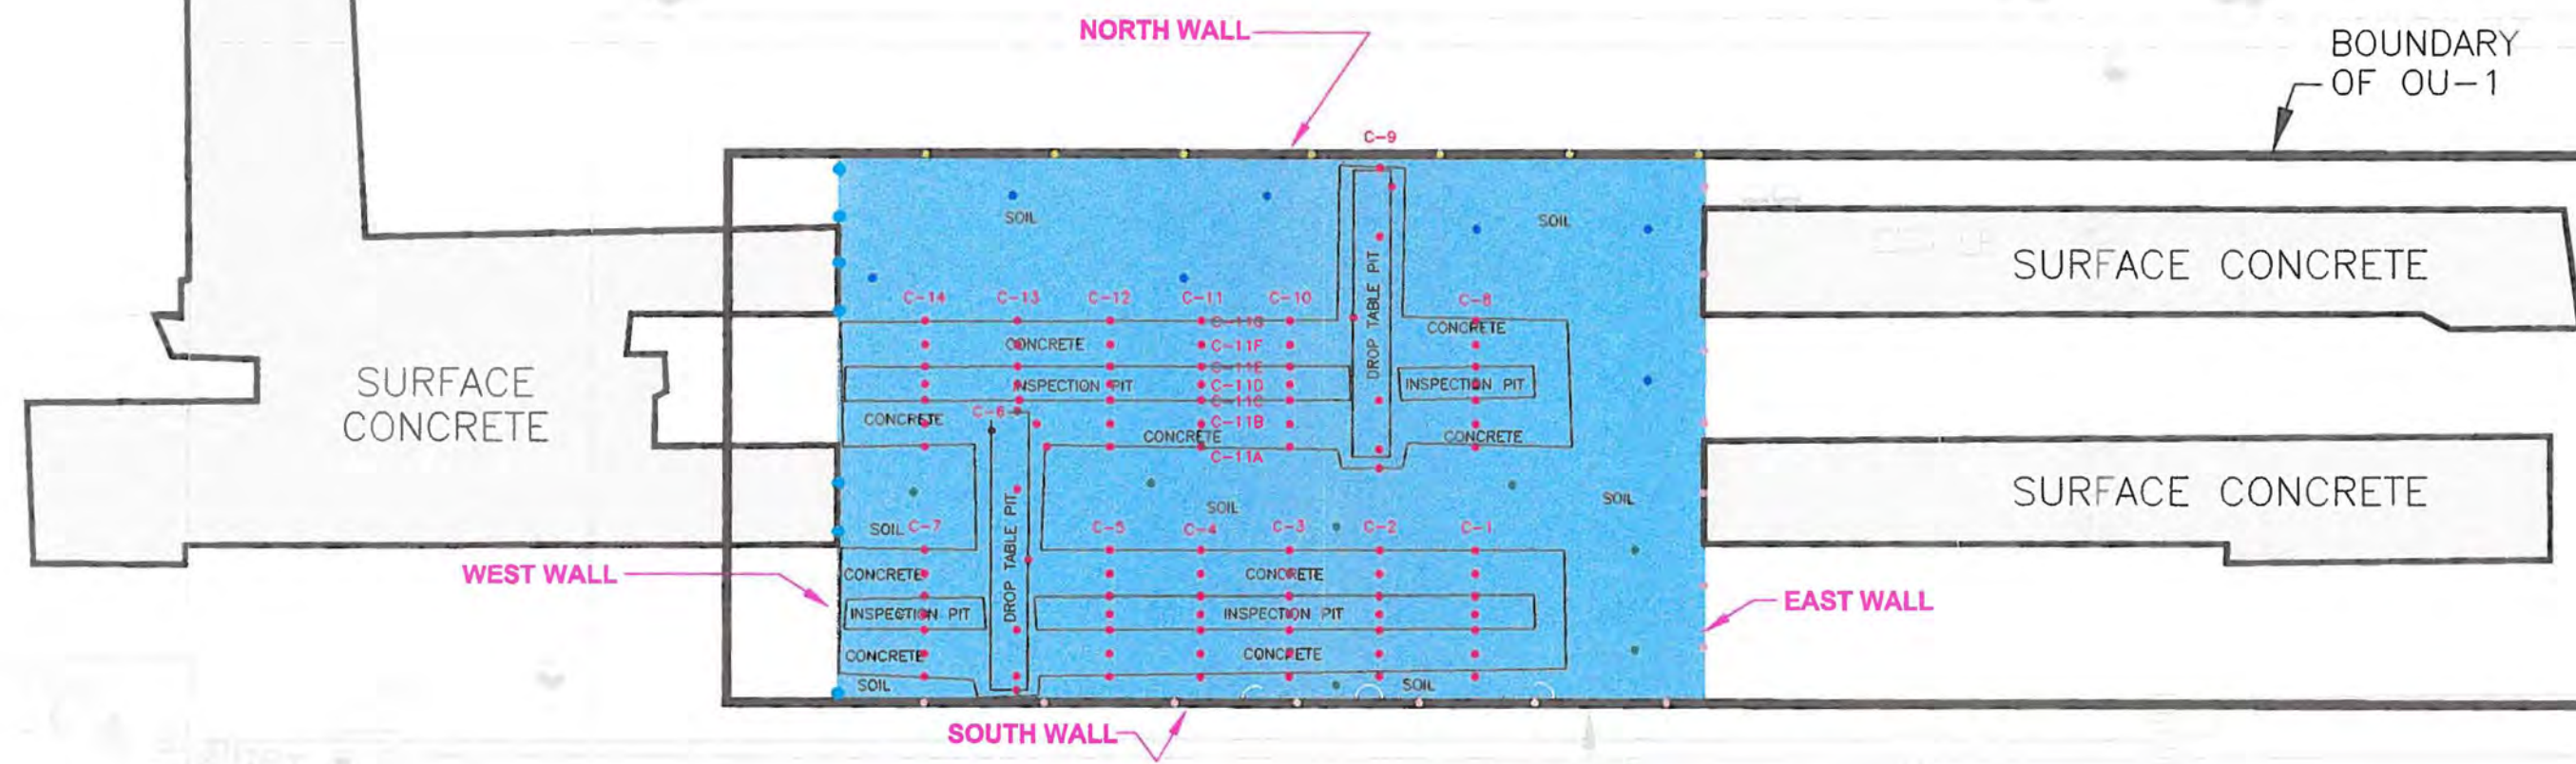 NORTH WALL
BOUNDARY
OF OU-1
C-9
SOIL
SOIL
DROP TABLE PIT
SURFACE CONCRETE
C-14
C-13
C-12
C-11
C-10
C-8
C-11G
CONCRETE
CONCRETE
C-11F
C-11E
INSPECTION PIT
C-11D
INSPECTION PIT
C-11C
SURFACE
CONCRETE
C-6
CONCRETE
C-11B
CONCRETE
CONCRETE
C-11A
SURFACE CONCRETE
SOIL
SOIL
DROP TABLE PIT
SOIL
C-7
C-5
C-4
C-3
C-2
C-1
WEST WALL
CONCRETE
CONCRETE
INSPECTION PIT
INSPECTION PIT
EAST WALL
CONCRETE
CONCRETE
SOIL
SOIL
SOUTH WALL